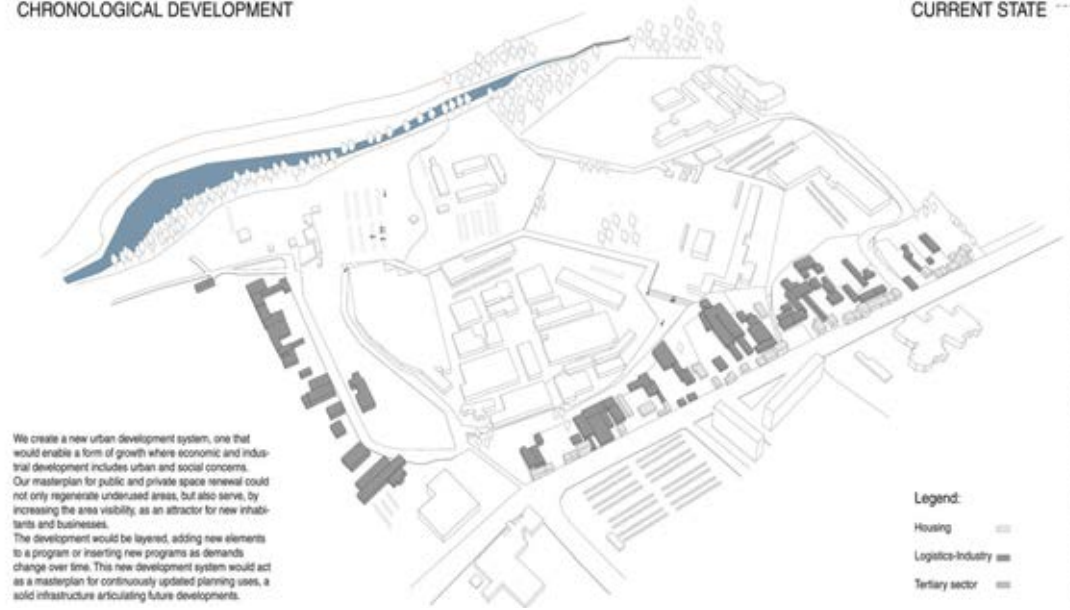 CHRONOLOGICAL DEVELOPMENT
CURRENT STATE
We create a new urban development system, one that
would enable a form of growth where economic and indus-
trial development includes urban and social concerns.
Our masterplan for public and private space renewal could
not only regenerate underused areas, but also serve, by
increasing the area visibility, as an attractor for new inhabi-
tants and businesses.
The development would be layered, adding new elements
to a program or inserting new programs as demands
change over time. This new development system would act
as a masterplan for continuously updated planning uses, a
solid infrastructure articulating future developments.
Legend:
Housing
Logistics-Industry
Tertiary sector